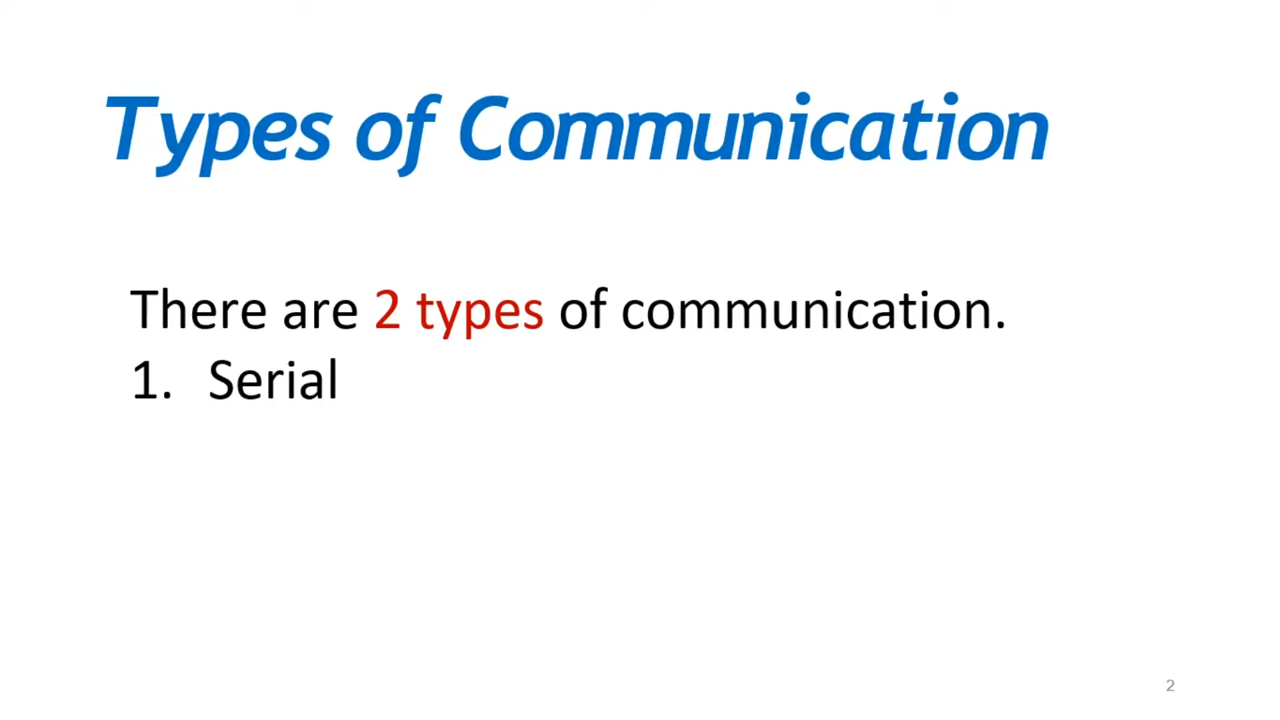 Types of Communication
There are 2 types of communication.
1. Serial
2